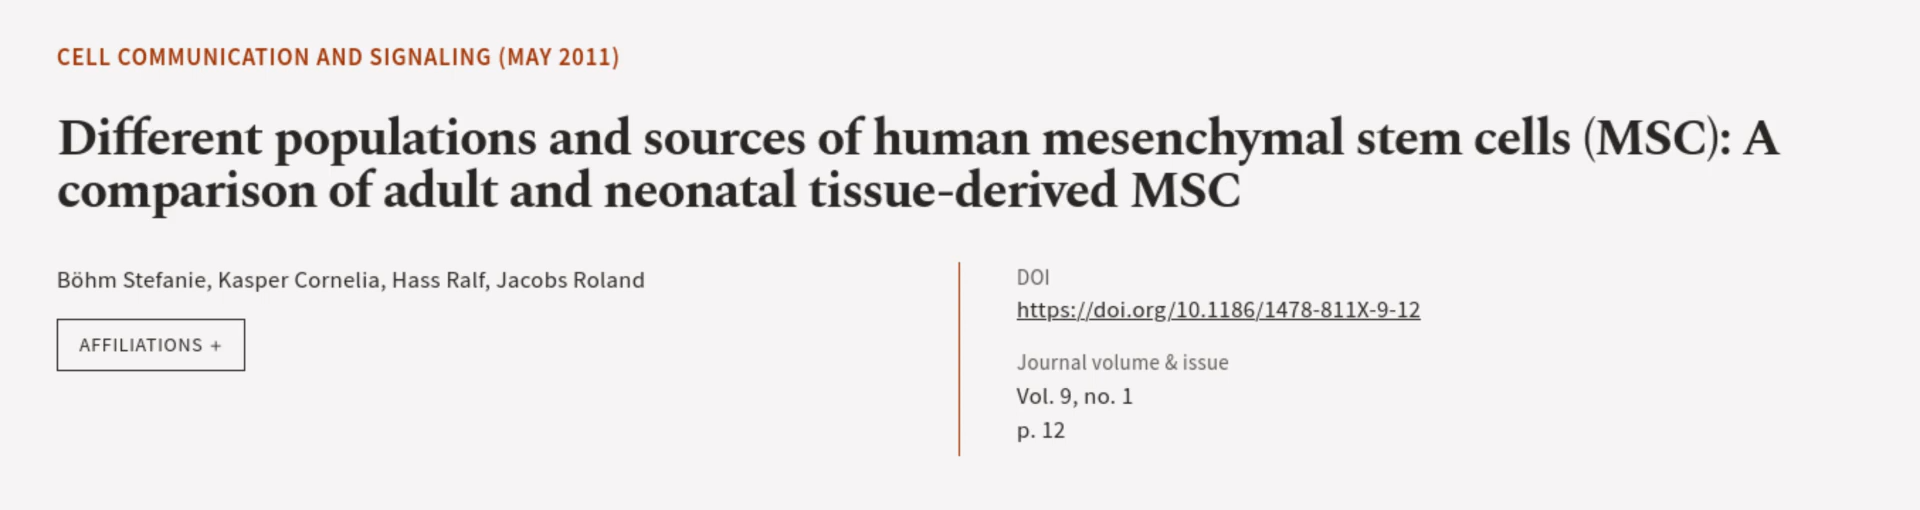 CELL COMMUNICATION AND SIGNALING (MAY 2011)
Different populations and sources of human mesenchymal stem cells (MSC): A
comparison of adult and neonatal tissue-derived MSC
Böhm Stefanie, Kasper Cornelia, Hass Ralf, Jacobs Roland
AFFILIATIONS +
DOI
https://doi.org/10.1186/1478-811X-9-12
Journal volume & issue
Vol. 9, no. 1
p. 12